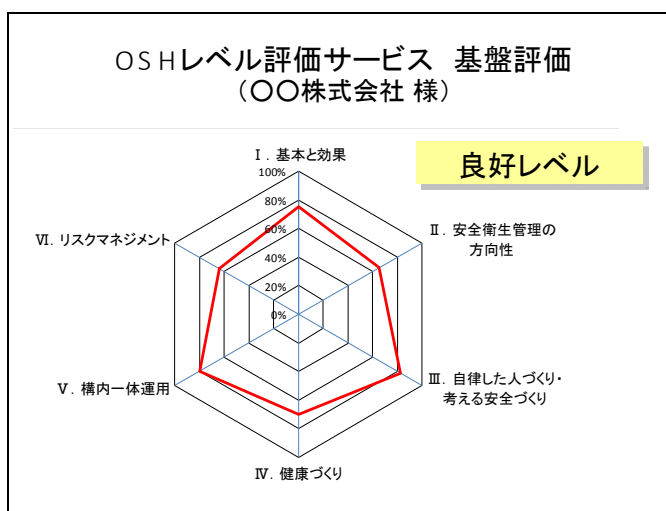 OSHレベル評価サービス 基盤評価
(〇〇株式会社 様)
良好レベル
Ⅰ. 基本と効果
100%
80%
60%
40%
20%
0%
Ⅱ. 安全衛生管理の
方向性
Ⅲ. 自律した人づくり・
考える安全づくり
Ⅳ. 健康づくり
Ⅴ. 構内一体運用
Ⅵ. リスクマネジメント